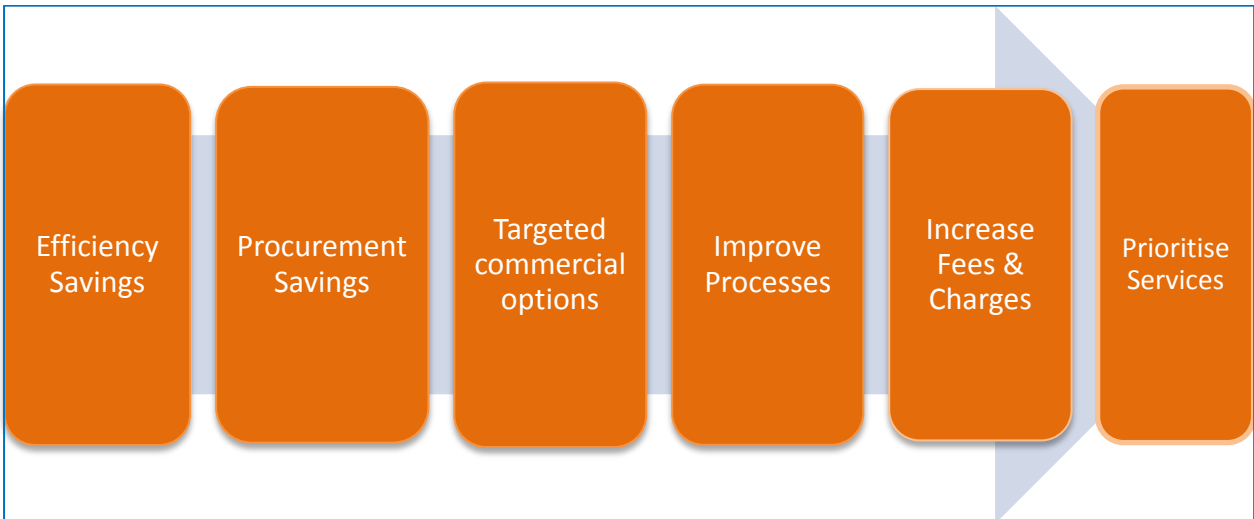 Efficiency
Savings
Procurement
Savings
Targeted
commercial
options
Improve
Processes
Increase
Fees &
Charges
Prioritise
Services